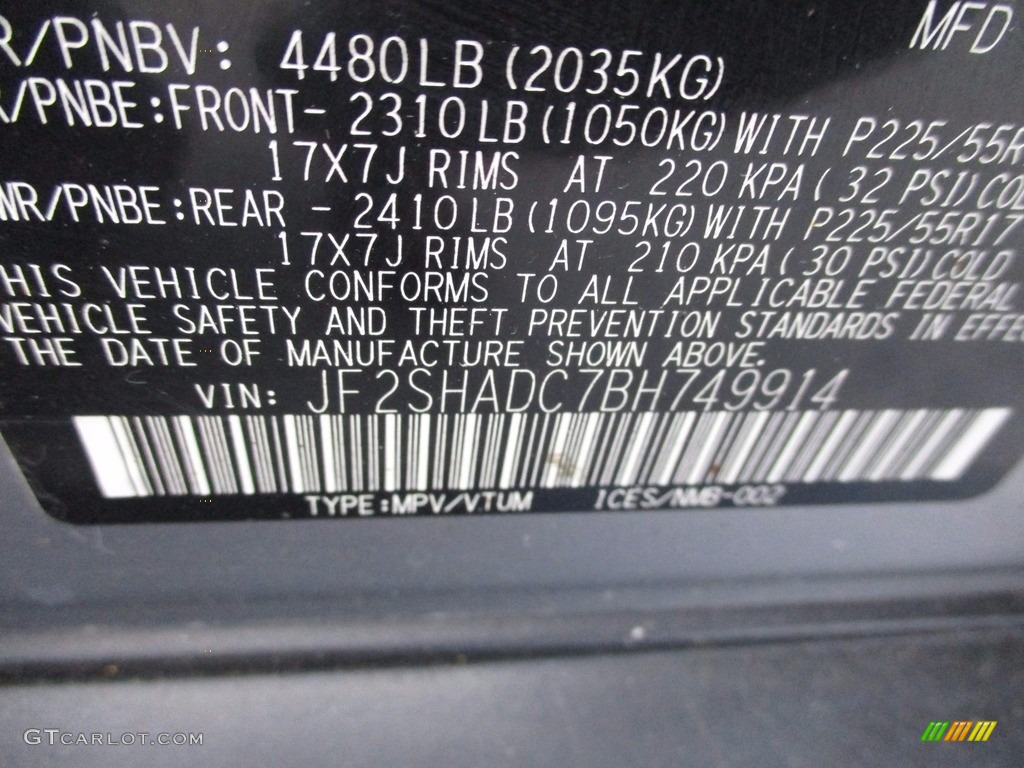 R/PNBV: 4480LB (2035KG) MFD
R/PNBE:FRONT- 2310LB (1050KG) WITH P225/55R
17X7J RIMS AT 220 KPA ( 32 PSI) COL
WR/PNBE:REAR - 2410LB (1095KG) WITH P225/55R17
17X7J RIMS AT 210 KPA ( 30 PSI) COLD
HIS VEHICLE CONFORMS TO ALL APPLICABLE FEDERAL
VEHICLE SAFETY AND THEFT PREVENTION STANDARDS IN EFFEC
THE DATE OF MANUFACTURE SHOWN ABOVE.
VIN: JF2SHADC7BH749914
TYPE:MPV/VTUM ICES/NMB-002
GTCARLOT.COM